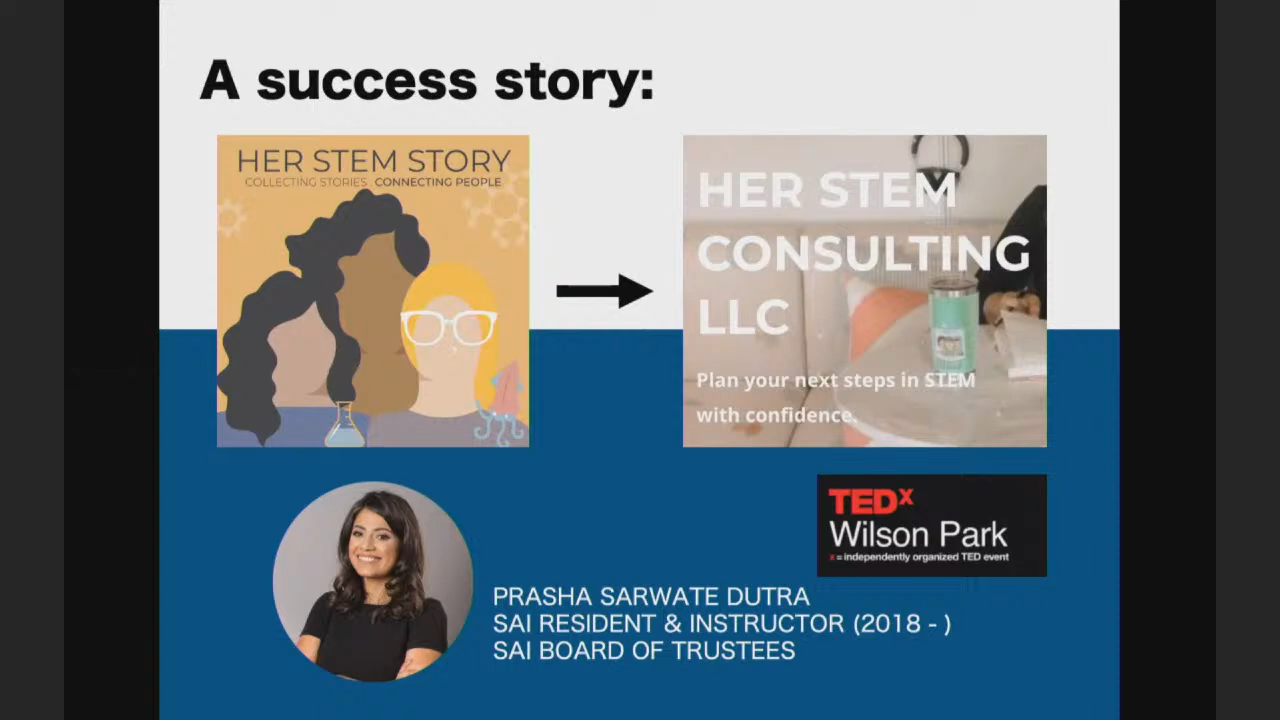 A success story:
HER STEM STORY
COLLECTING STORIES . CONNECTING PEOPLE
HER STEM
CONSULTING
LLC
Plan your next steps in STEM
with confidence.
TEDx
Wilson Park
x = independently organized TED event
PRASHA SARWATE DUTRA
SAI RESIDENT & INSTRUCTOR (2018 - )
SAI BOARD OF TRUSTEES